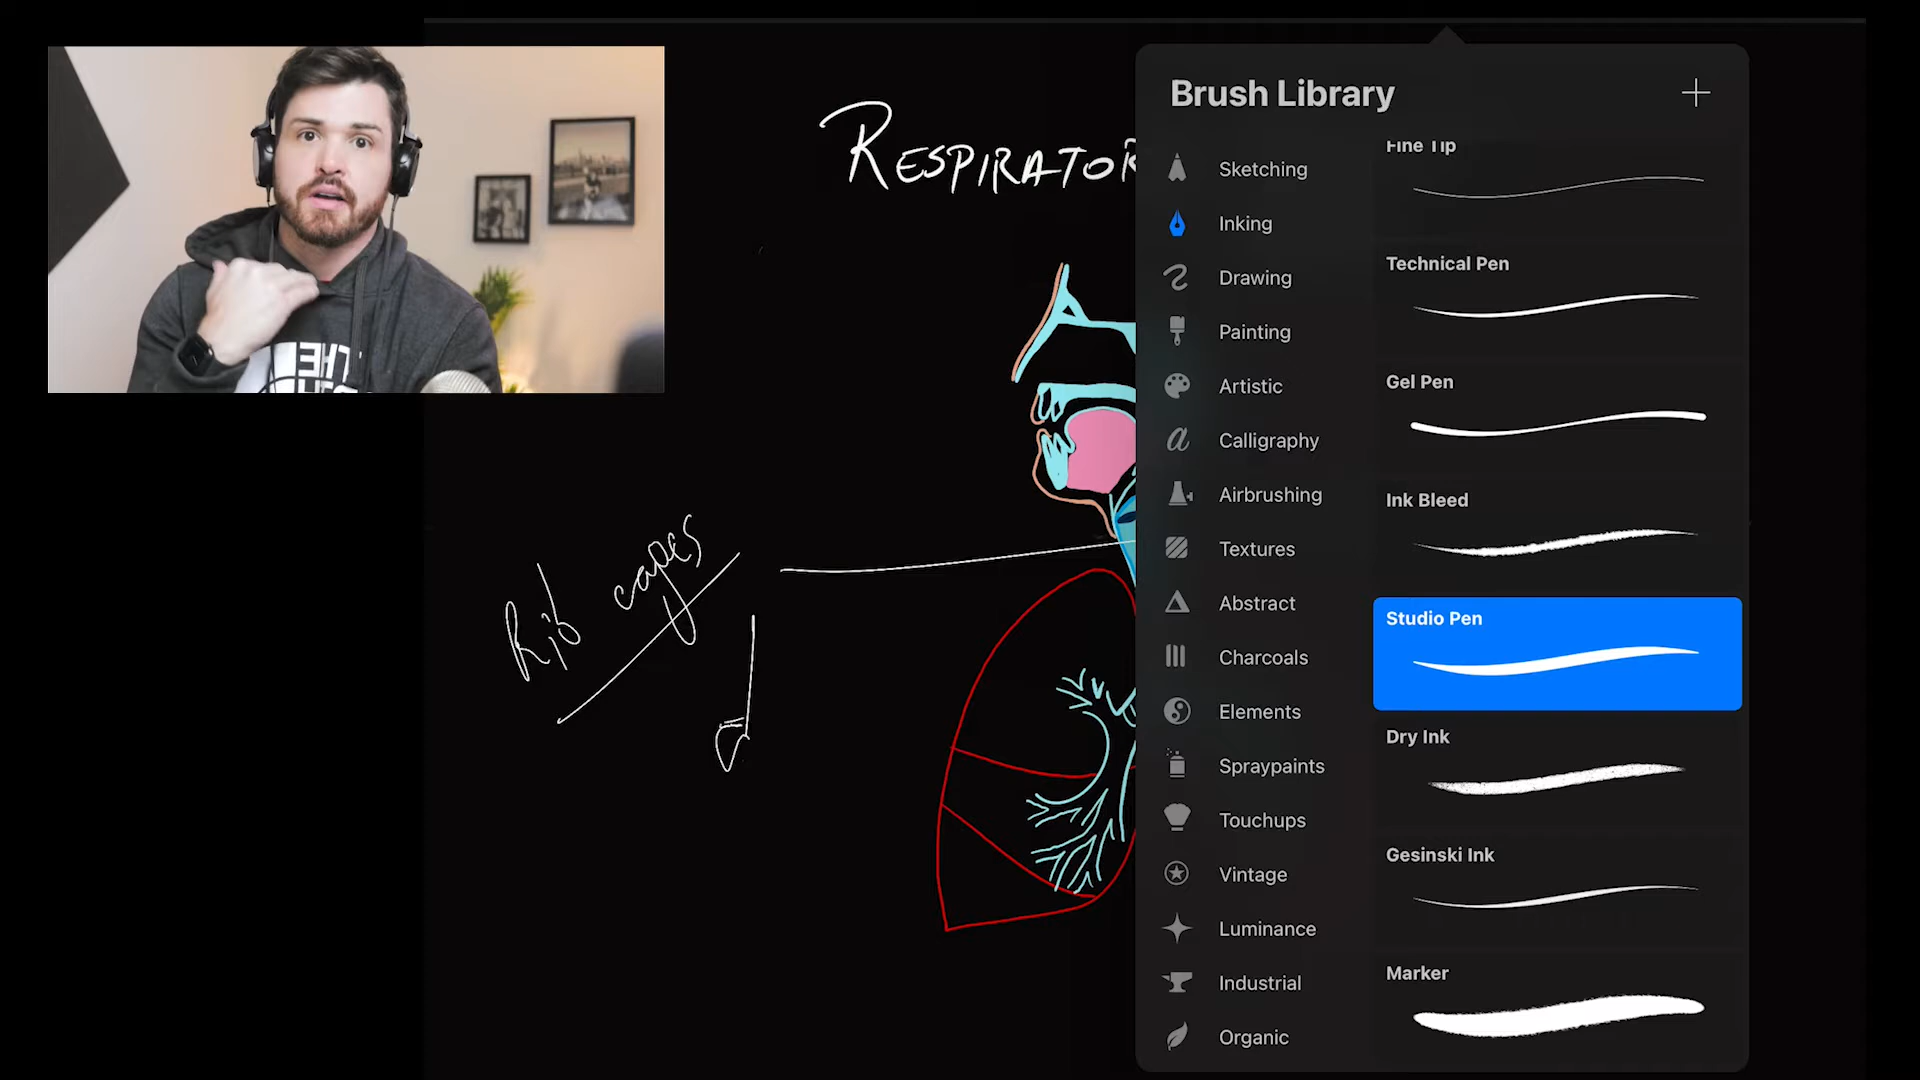 THE
RESPIRATOR
Rib cages
Brush Library
Sketching
Inking
Drawing
Painting
Artistic
Calligraphy
Airbrushing
Textures
Abstract
Charcoals
Elements
Spraypaints
Touchups
Vintage
Luminance
Industrial
Organic
Fine Tip
Technical Pen
Gel Pen
Ink Bleed
Studio Pen
Dry Ink
Gesinski Ink
Marker